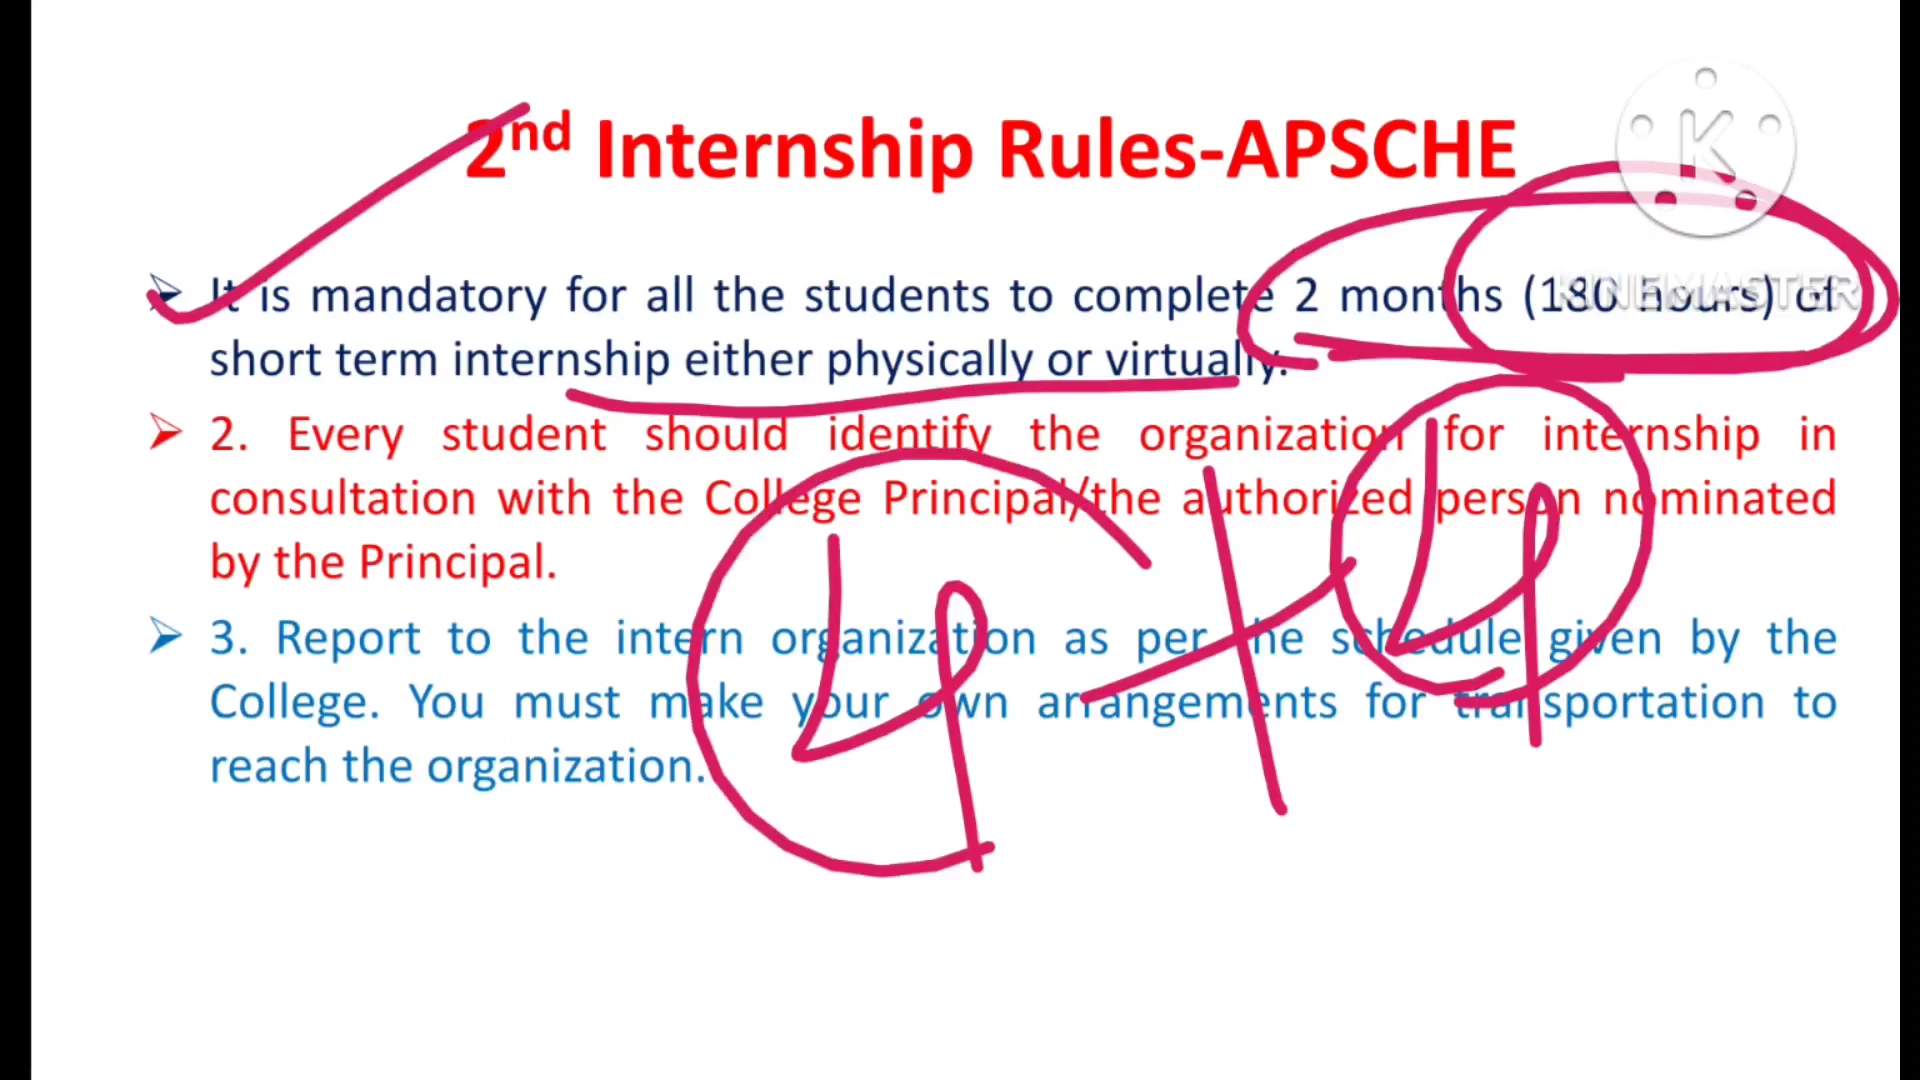 2nd Internship Rules-APSCHE
K
KINEMASTER
➢ It is mandatory for all the students to complete 2 months (180 hours) of
short term internship either physically or virtually.
➢ 2. Every student should identify the organization for internship in
consultation with the College Principal/the authorized person nominated
by the Principal.
➢ 3. Report to the intern organization as per the schedule given by the
College. You must make your own arrangements for transportation to
reach the organization.
4 + 4